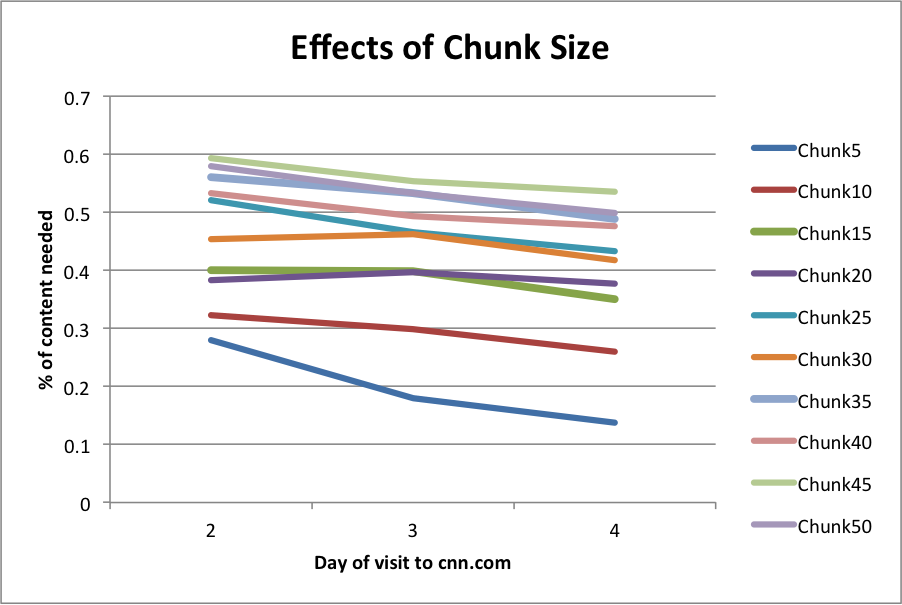 Effects of Chunk Size
% of content needed
0.7
0.6
0.5
0.4
0.3
0.2
0.1
0
2 3 4
Day of visit to cnn.com
Chunk5
Chunk10
Chunk15
Chunk20
Chunk25
Chunk30
Chunk35
Chunk40
Chunk45
Chunk50